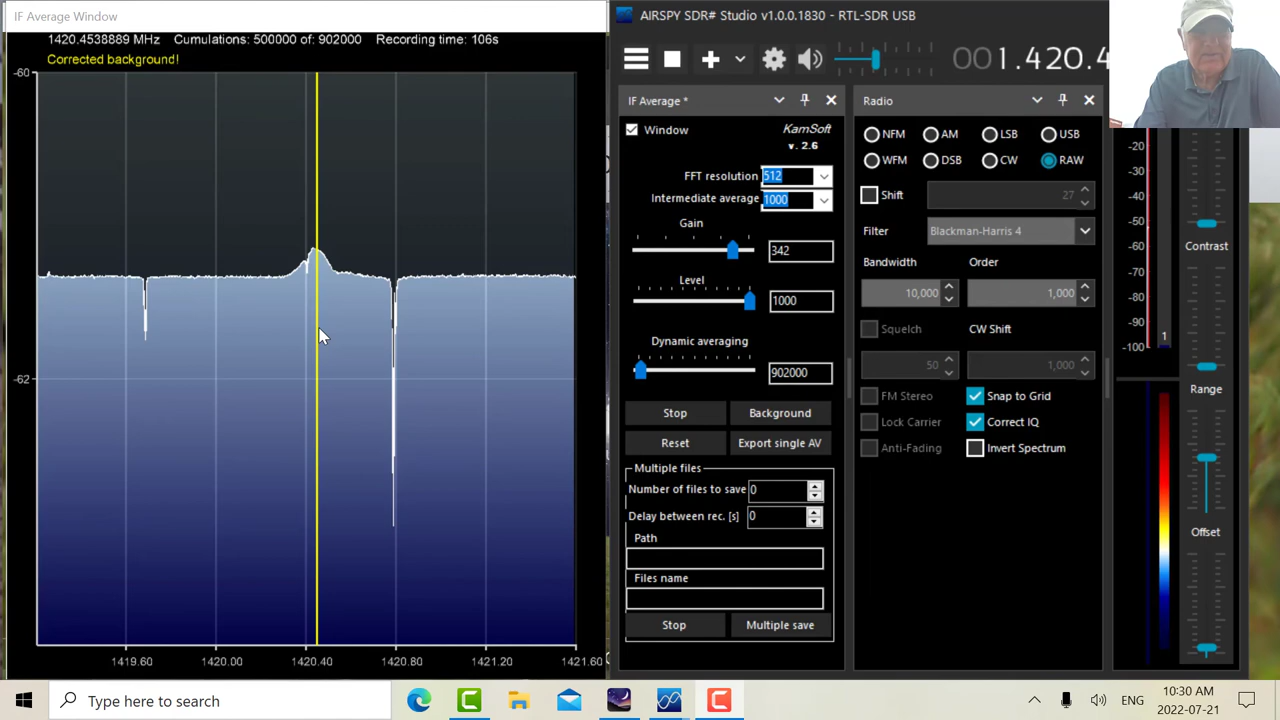 IF Average Window
1420.4538889 MHz Cumulations: 500000 of: 902000 Recording time: 106s
Corrected background!
-60
-62
1419.60 1420.00 1420.40 1420.80 1421.20 1421.60
AIRSPY SDR# Studio v1.0.0.1830 - RTL-SDR USB
001.420.4
IF Average *
Window
KamSoft
v. 2.6
FFT resolution 512
Intermediate average 1000
Gain
342
Level
1000
Dynamic averaging
902000
Stop Background
Reset Export single AV
Multiple files
Number of files to save 0
Delay between rec. [s] 0
Path
Files name
Stop Multiple save
Radio
NFM AM LSB USB
WFM DSB CW RAW
Shift 27
Filter Blackman-Harris 4
Bandwidth Order
10,000 1,000
Squelch CW Shift
50 1,000
FM Stereo Snap to Grid
Lock Carrier Correct IQ
Anti-Fading Invert Spectrum
-20
-30
-40
-50
-60
-70
-80
-90
-100
1
Contrast
Range
Offset
Type here to search
ENG
10:30 AM
2022-07-21